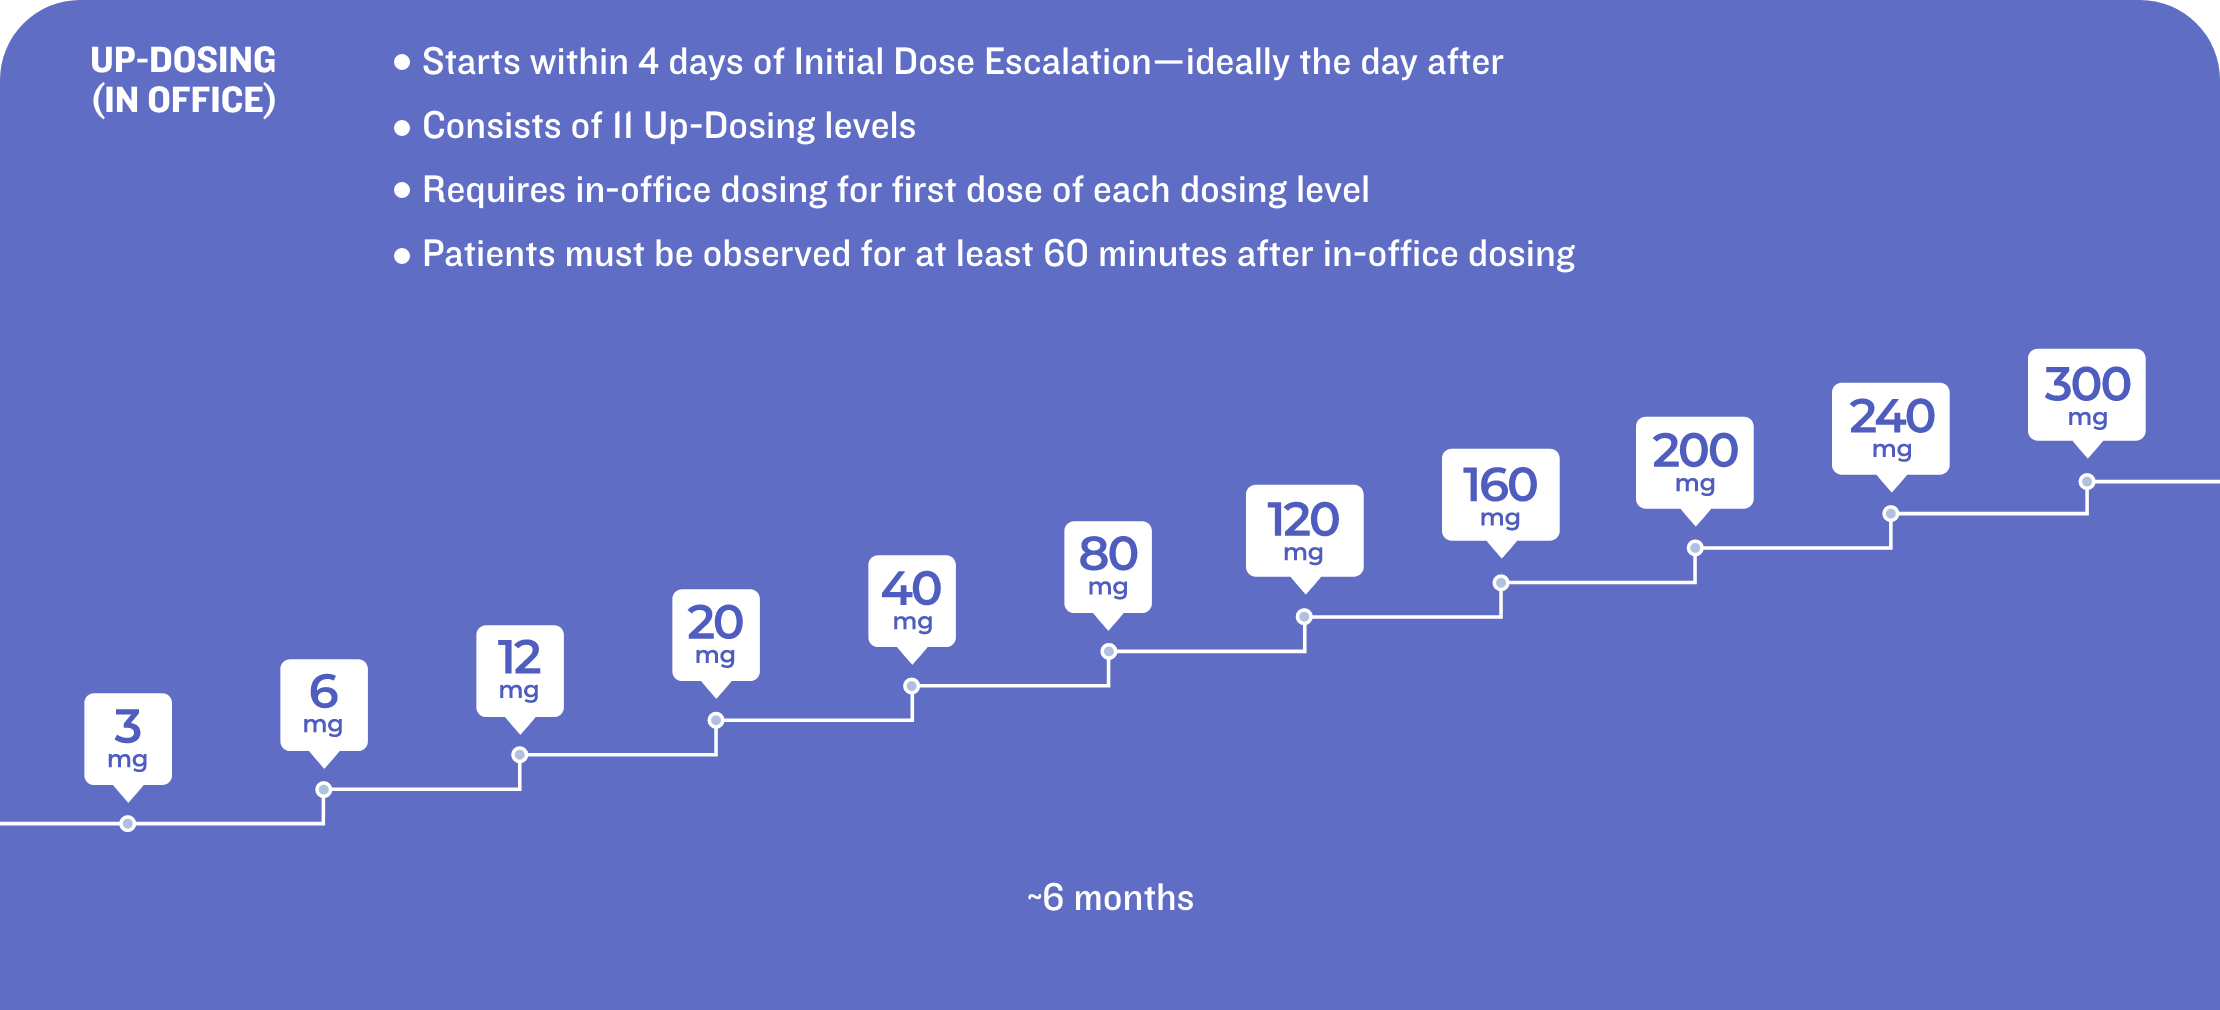 UP-DOSING
(IN OFFICE)
● Starts within 4 days of Initial Dose Escalation—ideally the day after
● Consists of 11 Up-Dosing levels
● Requires in-office dosing for first dose of each dosing level
● Patients must be observed for at least 60 minutes after in-office dosing
3
mg
6
mg
12
mg
20
mg
40
mg
80
mg
120
mg
160
mg
200
mg
240
mg
300
mg
~6 months